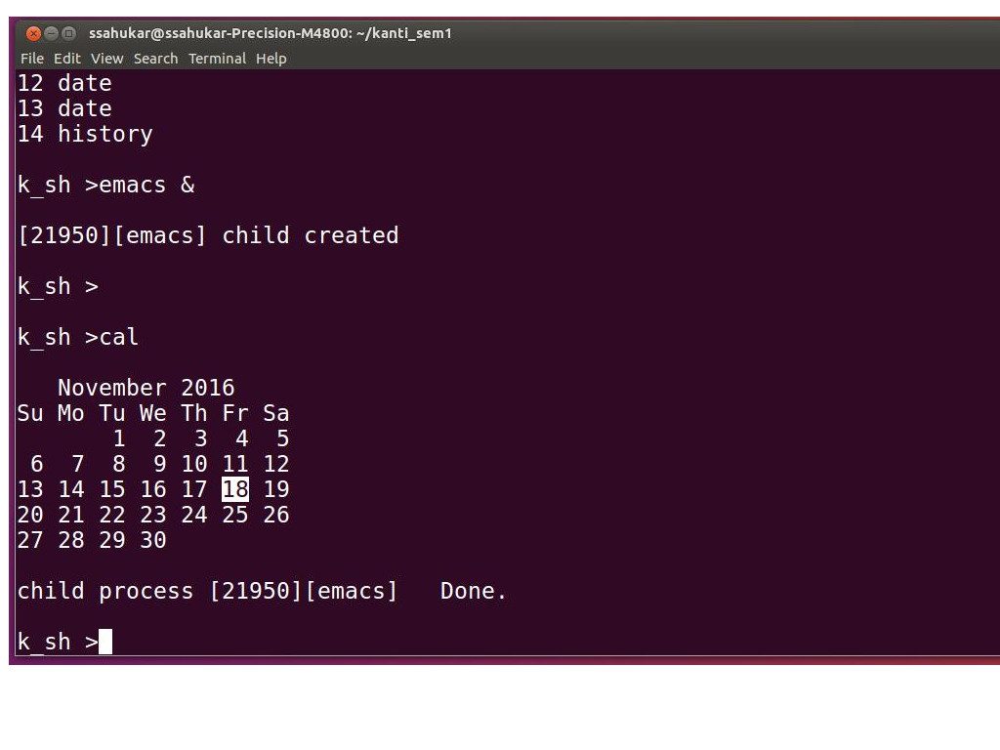 ssahukar@ssahukar-Precision-M4800: ~/kanti_sem1
File Edit View Search Terminal Help
12 date
13 date
14 history
k_sh >emacs &
[21950][emacs] child created
k_sh >
k_sh >cal
   November 2016
Su Mo Tu We Th Fr Sa
       1  2  3  4  5
 6  7  8  9 10 11 12
13 14 15 16 17 18 19
20 21 22 23 24 25 26
27 28 29 30
child process [21950][emacs]   Done.
k_sh >